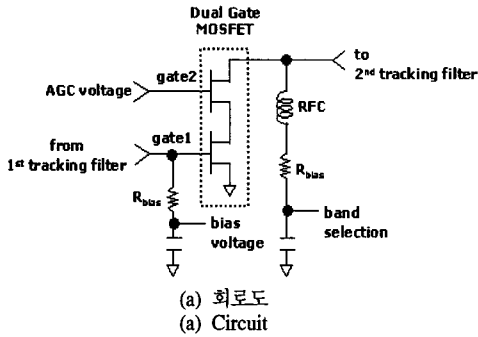 Dual Gate
MOSFET
to
2nd tracking filter
gate2
AGC voltage
RFC
gate1
from
1st tracking filter
Rbias
Rbias
bias
voltage
band
selection
(a) 회로도
(a) Circuit